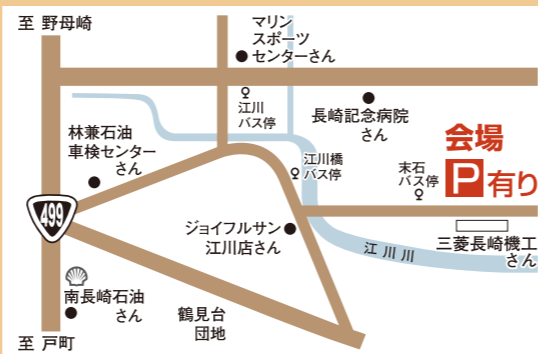 至 野母崎
マリン
スポーツ
センターさん
江川
バス停
長崎記念病院
さん
林兼石油
車検センター
さん
江川橋
バス停
末石
バス停
会場
P有り
499
ジョイフルサン
江川店さん
江川川
三菱長崎機工
さん
南長崎石油
さん
鶴見台
団地
至 戸町